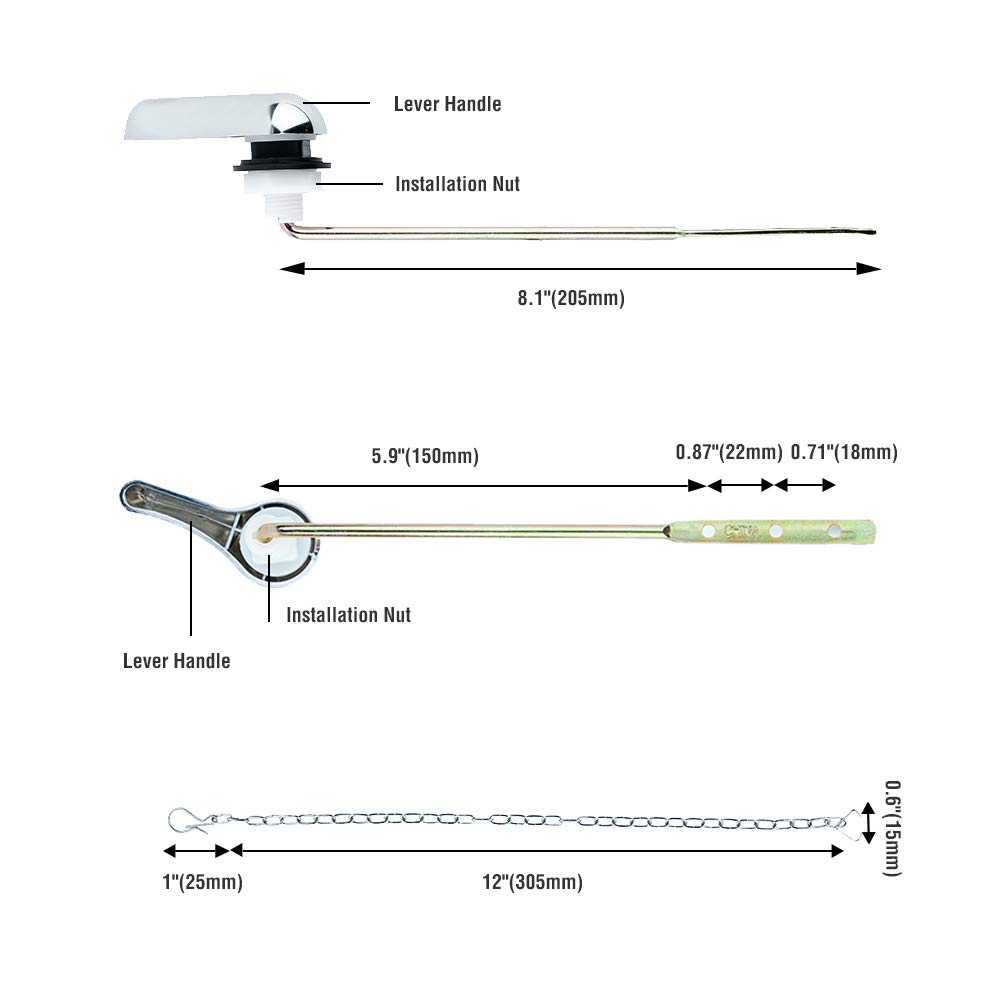 Lever Handle
Installation Nut
8.1"(205mm)
5.9"(150mm)
0.87"(22mm) 0.71"(18mm)
CHINA
Installation Nut
Lever Handle
0.6"(15mm)
1"(25mm)
12"(305mm)